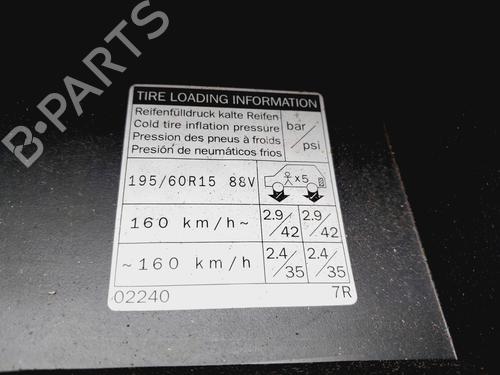 B-PARTS
TIRE LOADING INFORMATION
Reifenfülldruck kalte Reifen
Cold tire inflation pressure
Pression des pneus à froids
Presión de neumáticos frios
bar/psi
195/60R15 88V x5
160 km/h~ 2.9/42 2.9/42
~160 km/h 2.4/35 2.4/35
02240 7R